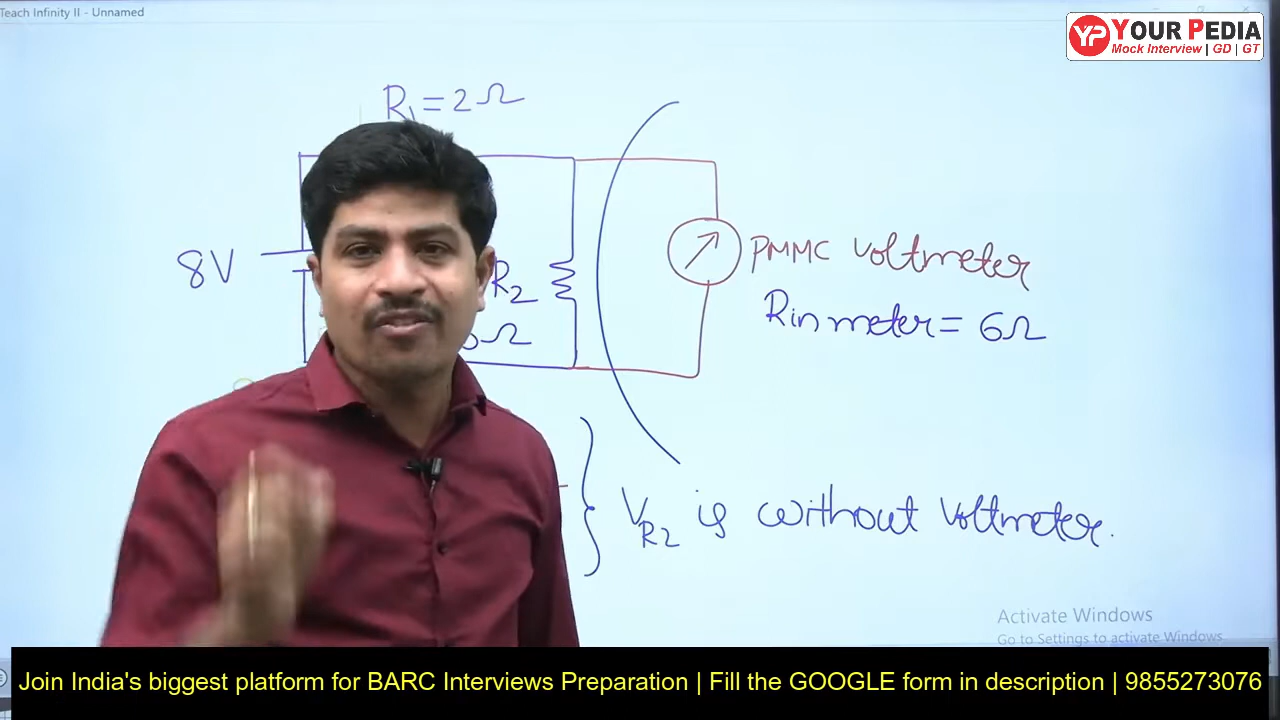 Teach Infinity II - Unnamed
YP YOUR PEDIA
Mock Interview | GD | GT
R1 = 2 Ω
8V
R2
Ω
PMMC voltmeter
Rin meter = 6Ω
VR2 is without voltmeter.
Activate Windows
Go to Settings to activate Windows.
Join India's biggest platform for BARC Interviews Preparation | Fill the GOOGLE form in description | 9855273076